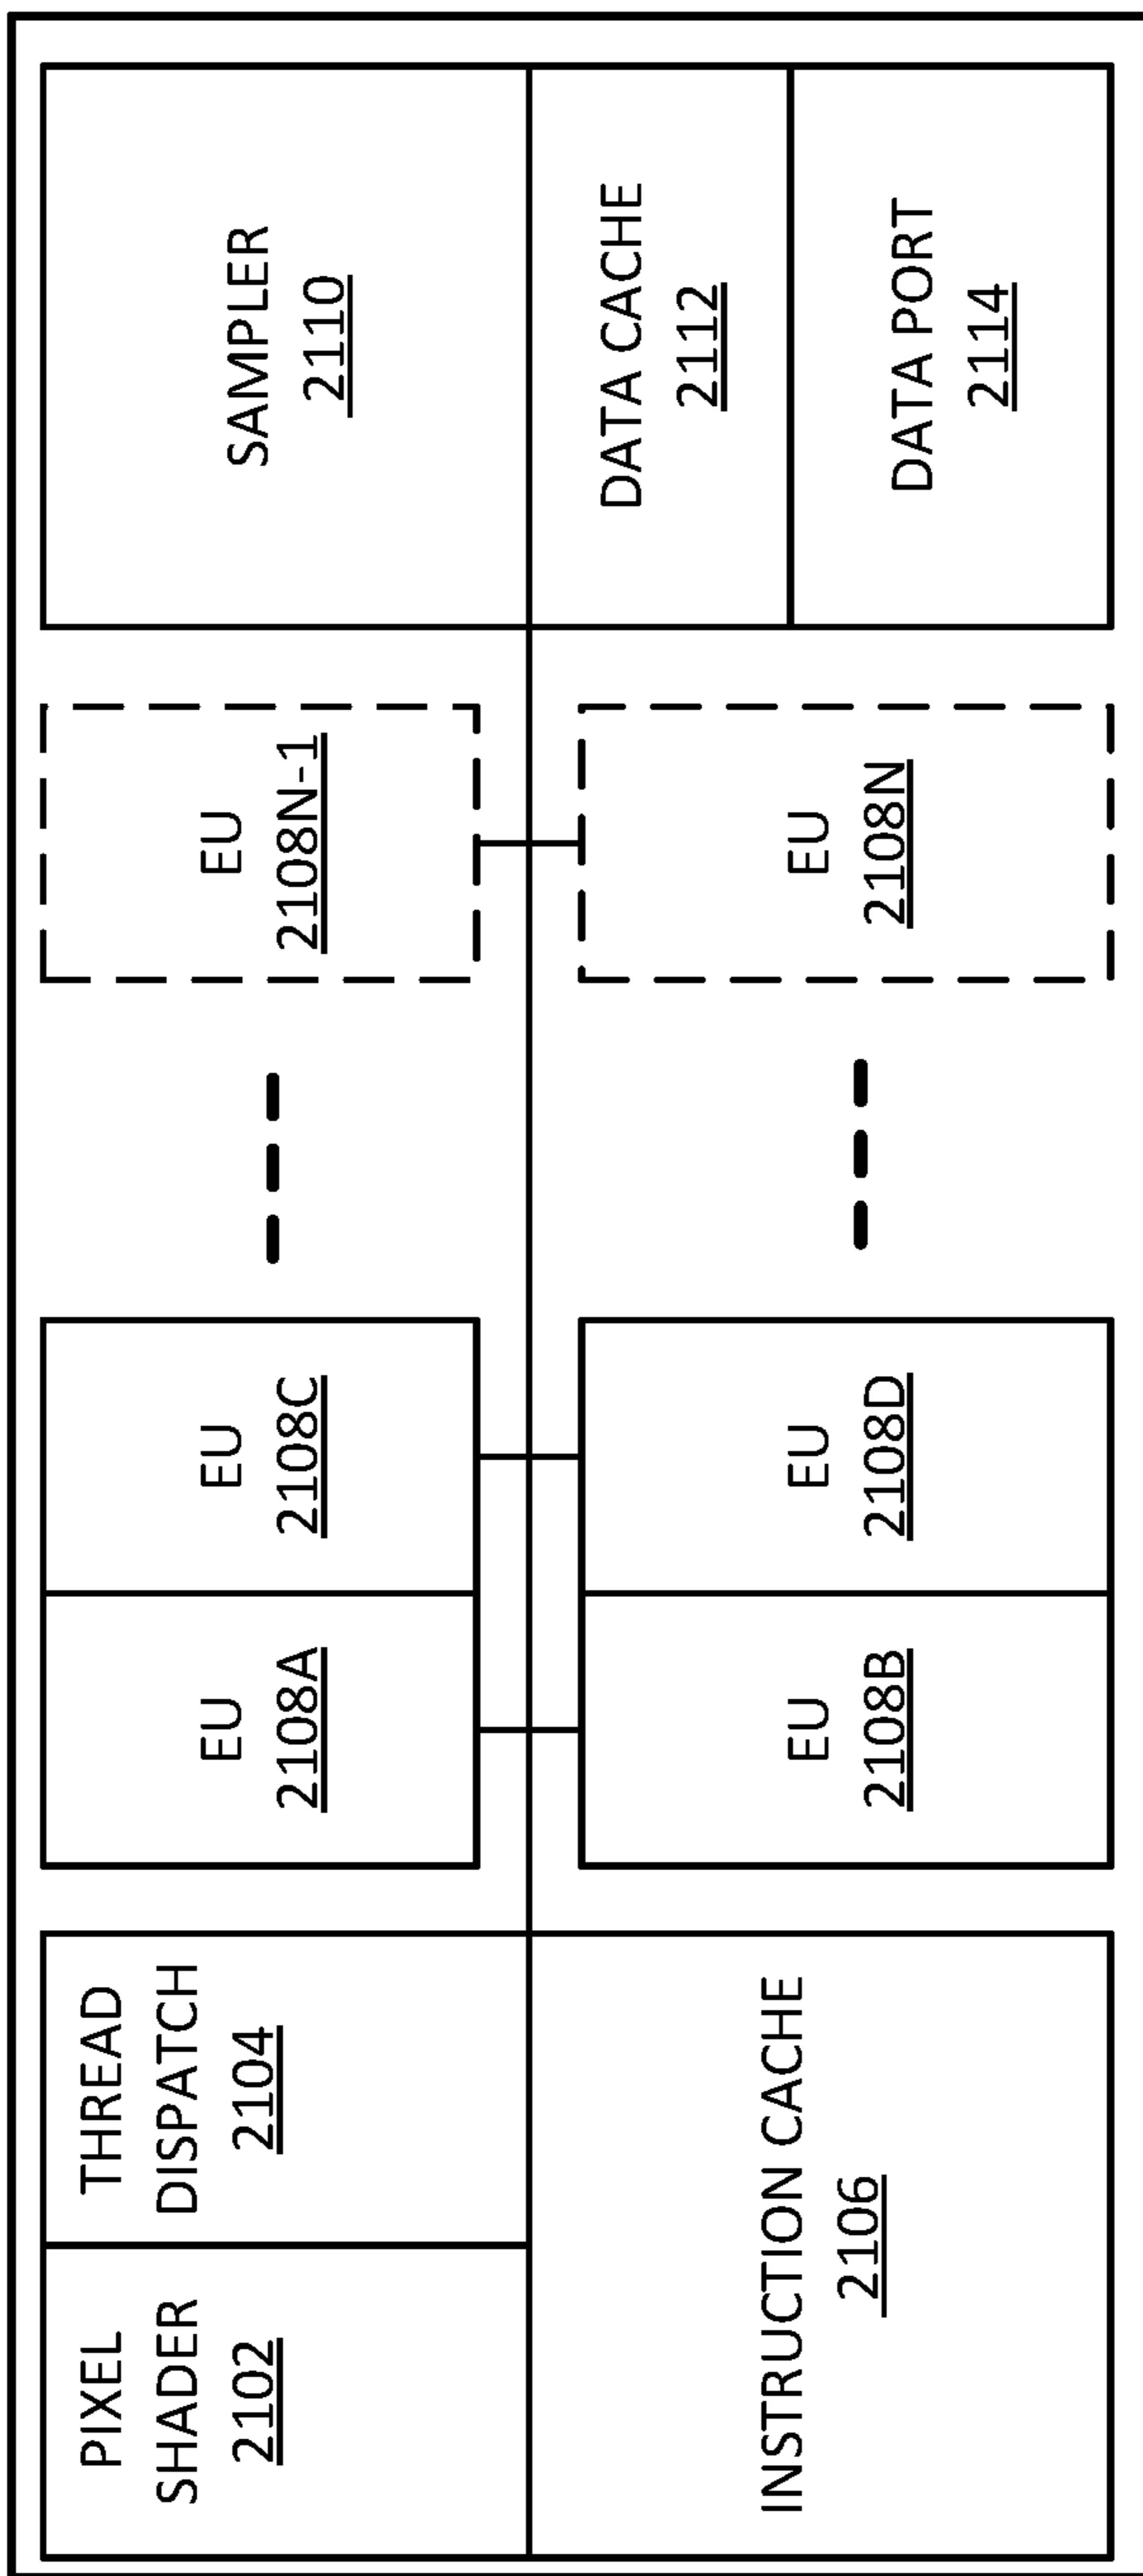 PIXEL
SHADER
2102
THREAD
DISPATCH
2104
INSTRUCTION CACHE
2106
EU
2108A
EU
2108C
EU
2108B
EU
2108D
EU
2108N-1
EU
2108N
SAMPLER
2110
DATA CACHE
2112
DATA PORT
2114